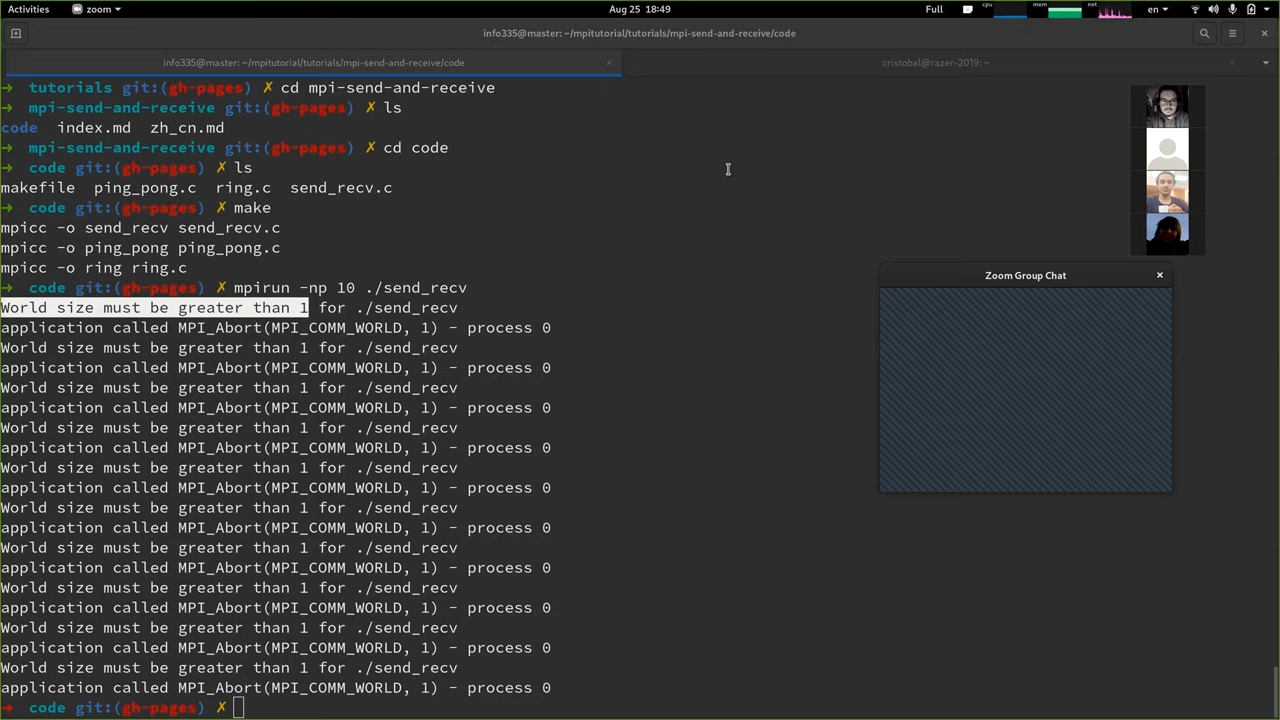 Activities zoom Aug 25 18:49 Full cpu mem net en
info335@master: ~/mpitutorial/tutorials/mpi-send-and-receive/code
info335@master: ~/mpitutorial/tutorials/mpi-send-and-receive/code × cristobal@razer-2019: ~
→ tutorials git:(gh-pages) ✗ cd mpi-send-and-receive
→ mpi-send-and-receive git:(gh-pages) ✗ ls
code index.md zh_cn.md
→ mpi-send-and-receive git:(gh-pages) ✗ cd code
→ code git:(gh-pages) ✗ ls
makefile ping_pong.c ring.c send_recv.c
→ code git:(gh-pages) ✗ make
mpicc -o send_recv send_recv.c
mpicc -o ping_pong ping_pong.c
mpicc -o ring ring.c
→ code git:(gh-pages) ✗ mpirun -np 10 ./send_recv
World size must be greater than 1 for ./send_recv
application called MPI_Abort(MPI_COMM_WORLD, 1) - process 0
World size must be greater than 1 for ./send_recv
application called MPI_Abort(MPI_COMM_WORLD, 1) - process 0
World size must be greater than 1 for ./send_recv
application called MPI_Abort(MPI_COMM_WORLD, 1) - process 0
World size must be greater than 1 for ./send_recv
application called MPI_Abort(MPI_COMM_WORLD, 1) - process 0
World size must be greater than 1 for ./send_recv
application called MPI_Abort(MPI_COMM_WORLD, 1) - process 0
World size must be greater than 1 for ./send_recv
application called MPI_Abort(MPI_COMM_WORLD, 1) - process 0
World size must be greater than 1 for ./send_recv
application called MPI_Abort(MPI_COMM_WORLD, 1) - process 0
World size must be greater than 1 for ./send_recv
application called MPI_Abort(MPI_COMM_WORLD, 1) - process 0
World size must be greater than 1 for ./send_recv
application called MPI_Abort(MPI_COMM_WORLD, 1) - process 0
World size must be greater than 1 for ./send_recv
application called MPI_Abort(MPI_COMM_WORLD, 1) - process 0
→ code git:(gh-pages) ✗
Zoom Group Chat